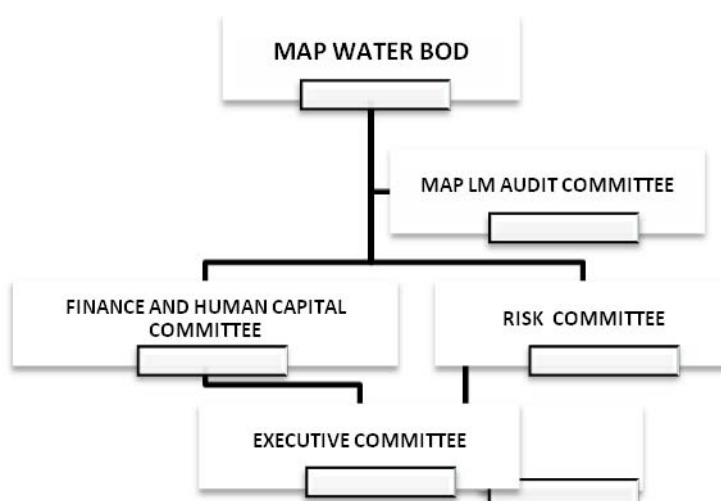 MAP WATER BOD
MAP LM AUDIT COMMITTEE
FINANCE AND HUMAN CAPITAL
COMMITTEE
RISK COMMITTEE
EXECUTIVE COMMITTEE